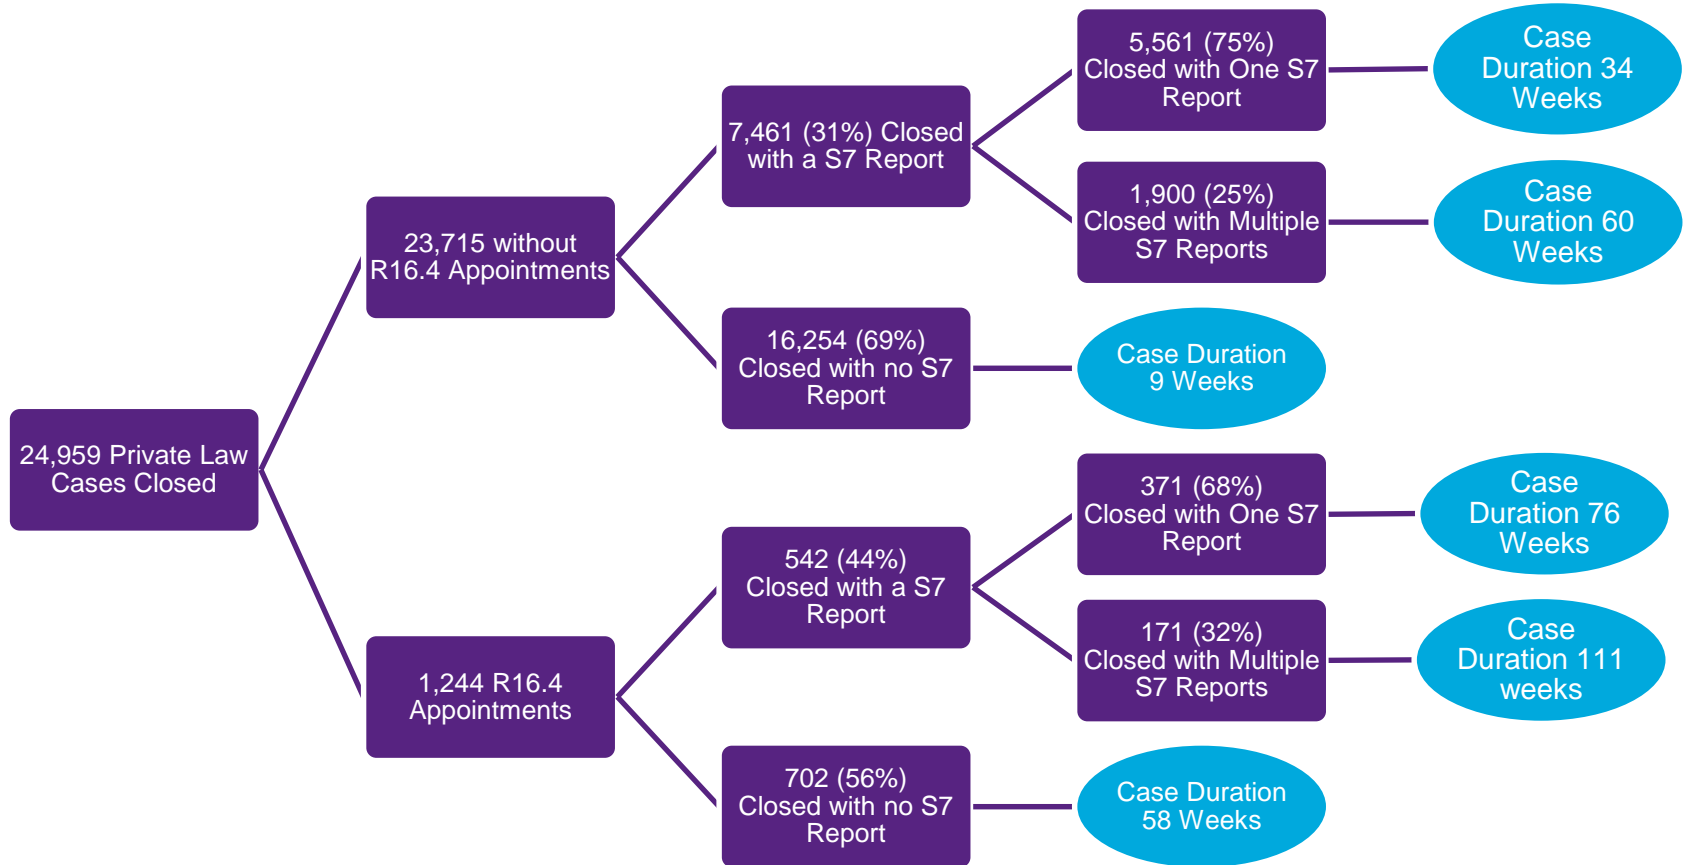 24,959 Private Law
Cases Closed
23,715 without
R16.4 Appointments
1,244 R16.4
Appointments
7,461 (31%) Closed
with a S7 Report
16,254 (69%)
Closed with no S7
Report
542 (44%)
Closed with a S7
Report
702 (56%)
Closed with no S7
Report
5,561 (75%)
Closed with One S7
Report
1,900 (25%)
Closed with Multiple
S7 Reports
Case Duration
9 Weeks
371 (68%)
Closed with One S7
Report
171 (32%)
Closed with Multiple
S7 Reports
Case Duration
58 Weeks
Case
Duration 34
Weeks
Case
Duration 60
Weeks
Case
Duration 76
Weeks
Case
Duration 111
weeks